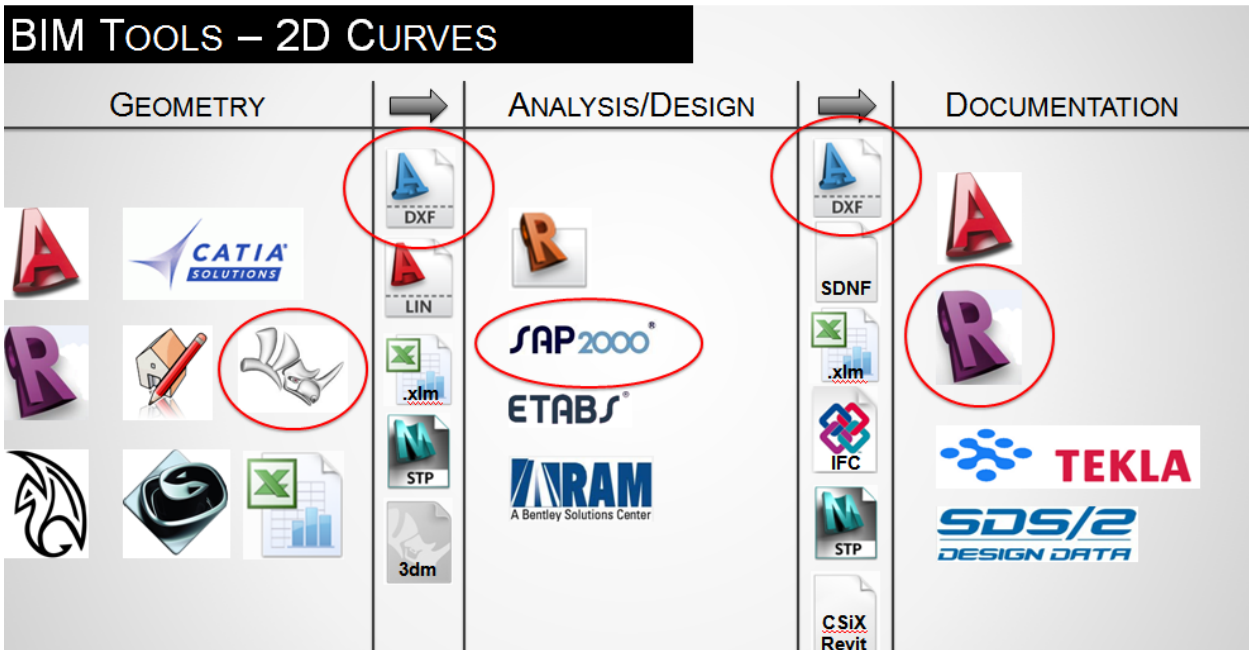 BIM TOOLS – 2D CURVES
GEOMETRY
ANALYSIS/DESIGN
DOCUMENTATION
CATIA
SOLUTIONS
DXF
LIN
.xlm
STP
3dm
R
SAP2000®
ETABS®
RAM
A Bentley Solutions Center
DXF
SDNF
.xlm
IFC
STP
CSiX
Revit
A
R
TEKLA
SDS/2
DESIGN DATA